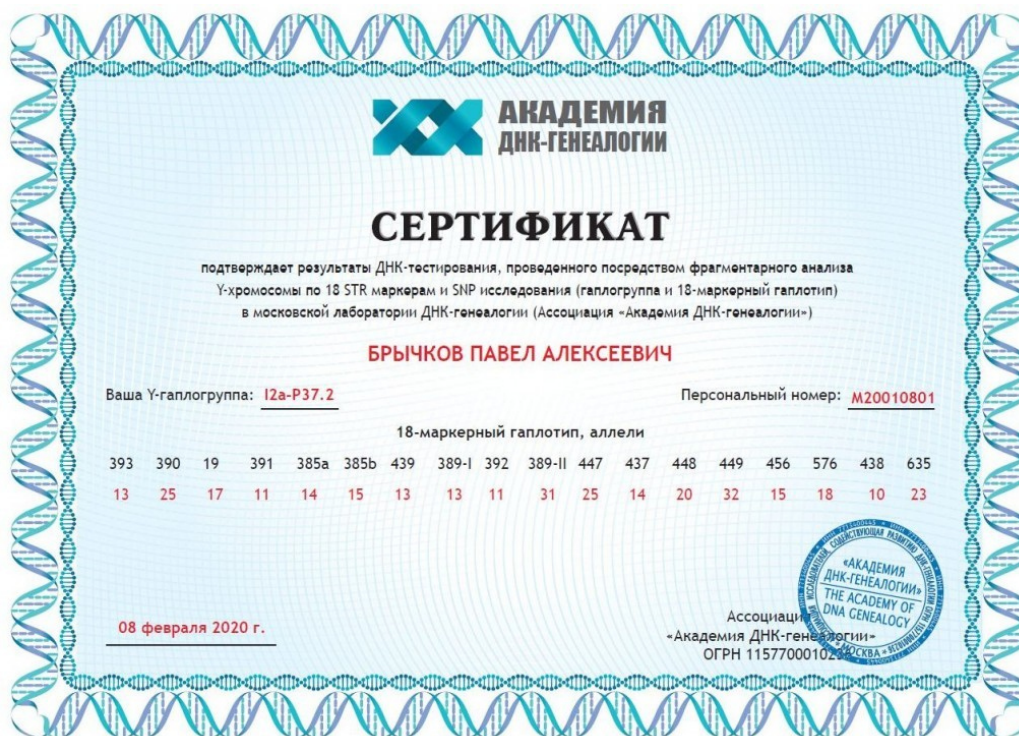 АКАДЕМИЯ
ДНК-ГЕНЕАЛОГИИ
СЕРТИФИКАТ
подтверждает результаты ДНК-тестирования, проведенного посредством фрагментарного анализа
Y-хромосомы по 18 STR маркерам и SNP исследования (гаплогруппа и 18-маркерный гаплотип)
в московской лаборатории ДНК-генеалогии (Ассоциация «Академия ДНК-генеалогии»)
БРЫЧКОВ ПАВЕЛ АЛЕКСЕЕВИЧ
Ваша Y-гаплогруппа: I2a-P37.2 Персональный номер: M20010801
18-маркерный гаплотип, аллели
393 390 19 391 385a 385b 439 389-I 392 389-II 447 437 448 449 456 576 438 635
13 25 17 11 14 15 13 13 11 31 25 14 20 32 15 18 10 23
«АКАДЕМИЯ
ДНК-ГЕНЕАЛОГИИ»
THE ACADEMY OF
DNA GENEALOGY
МОСКВА
08 февраля 2020 г.
Ассоциация
«Академия ДНК-генеалогии»
ОГРН